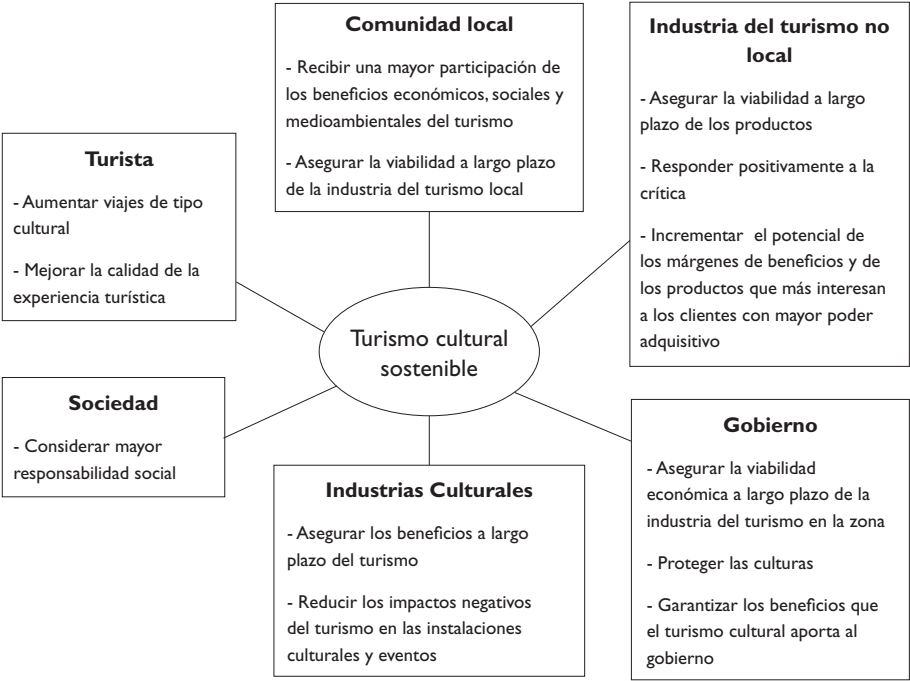 Comunidad local
- Recibir una mayor participación de
los beneficios económicos, sociales y
medioambientales del turismo
- Asegurar la viabilidad a largo plazo
de la industria del turismo local
Industria del turismo no
local
- Asegurar la viabilidad a largo
plazo de los productos
- Responder positivamente a la
crítica
- Incrementar el potencial de
los márgenes de beneficios y de
los productos que más interesan
a los clientes con mayor poder
adquisitivo
Turista
- Aumentar viajes de tipo
cultural
- Mejorar la calidad de la
experiencia turística
Turismo cultural
sostenible
Sociedad
- Considerar mayor
responsabilidad social
Industrias Culturales
- Asegurar los beneficios a largo
plazo del turismo
- Reducir los impactos negativos
del turismo en las instalaciones
culturales y eventos
Gobierno
- Asegurar la viabilidad
económica a largo plazo de la
industria del turismo en la zona
- Proteger las culturas
- Garantizar los beneficios que
el turismo cultural aporta al
gobierno